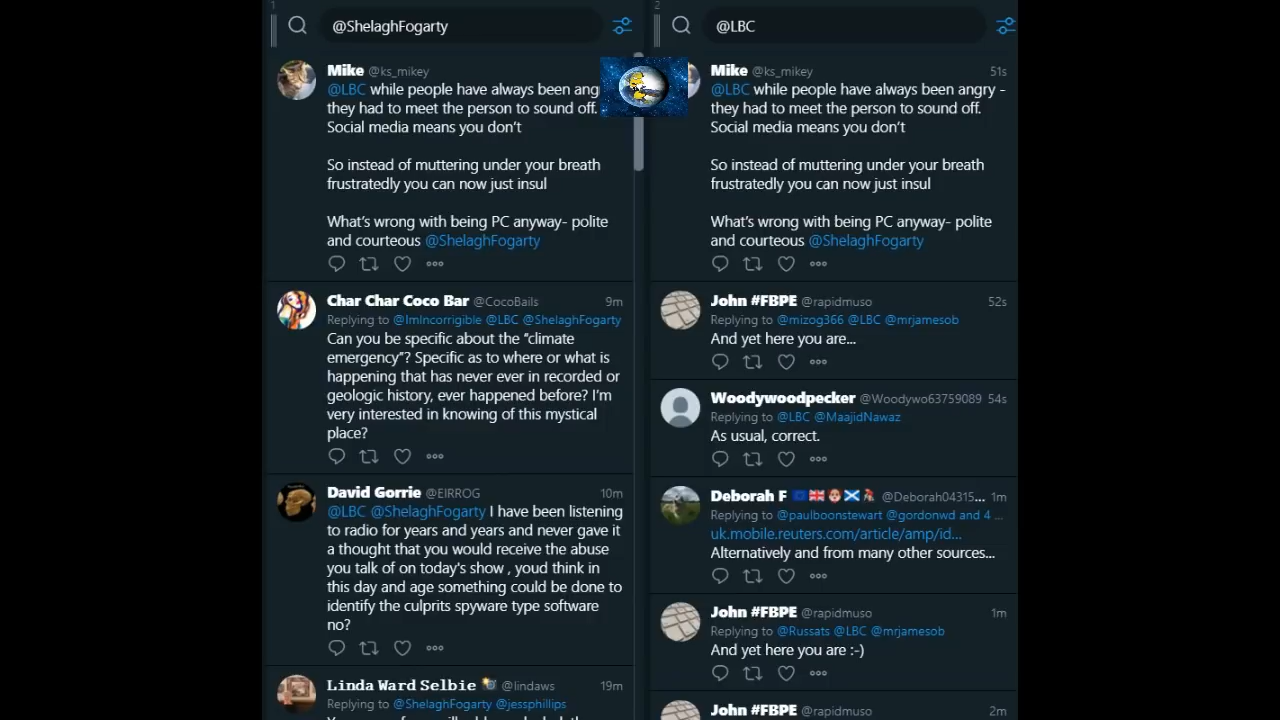 1
@ShelaghFogarty
Mike @ks_mikey
@LBC while people have always been ang
they had to meet the person to sound off.
Social media means you don't
So instead of muttering under your breath
frustratedly you can now just insul
What's wrong with being PC anyway- polite
and courteous @ShelaghFogarty
Char Char Coco Bar @CocoBails 9m
Replying to @ImIncorrigible @LBC @ShelaghFogarty
Can you be specific about the “climate
emergency”? Specific as to where or what is
happening that has never ever in recorded or
geologic history, ever happened before? I'm
very interested in knowing of this mystical
place?
David Gorrie @EIRROG 10m
@LBC @ShelaghFogarty I have been listening
to radio for years and years and never gave it
a thought that you would receive the abuse
you talk of on today's show , youd think in
this day and age something could be done to
identify the culprits spyware type software
no?
Linda Ward Selbie @lindaws 19m
Replying to @ShelaghFogarty @jessphillips
2
@LBC
Mike @ks_mikey 51s
@LBC while people have always been angry -
they had to meet the person to sound off.
Social media means you don't
So instead of muttering under your breath
frustratedly you can now just insul
What's wrong with being PC anyway- polite
and courteous @ShelaghFogarty
John #FBPE @rapidmuso 52s
Replying to @mizog366 @LBC @mrjamesob
And yet here you are...
Woodywoodpecker @Woodywo63759089 54s
Replying to @LBC @MaajidNawaz
As usual, correct.
Deborah F @Deborah04315... 1m
Replying to @paulboonstewart @gordonwd and 4 ...
uk.mobile.reuters.com/article/amp/id...
Alternatively and from many other sources...
John #FBPE @rapidmuso 1m
Replying to @Russats @LBC @mrjamesob
And yet here you are :-)
John #FBPE @rapidmuso 2m